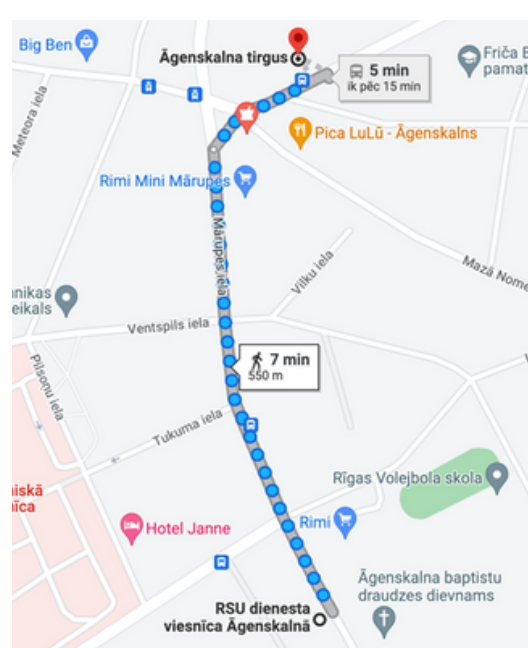 Big Ben
Āgenskalna tirgus
5 min
ik pēc 15 min
Friča B
pamat
Meteora iela
Pica LuLū - Āgenskalns
Rimi Mini Mārupes
Mārupes iela
Vilku iela
Mazā Nome
nikas
eikals
Ventspils iela
7 min
550 m
Pilsoņu iela
Tukuma iela
niskā
nīca
Rīgas Volejbola skola
Hotel Janne
Rimi
RSU dienesta
viesnīca Āgenskalnā
Āgenskalna baptistu
draudzes dievnams